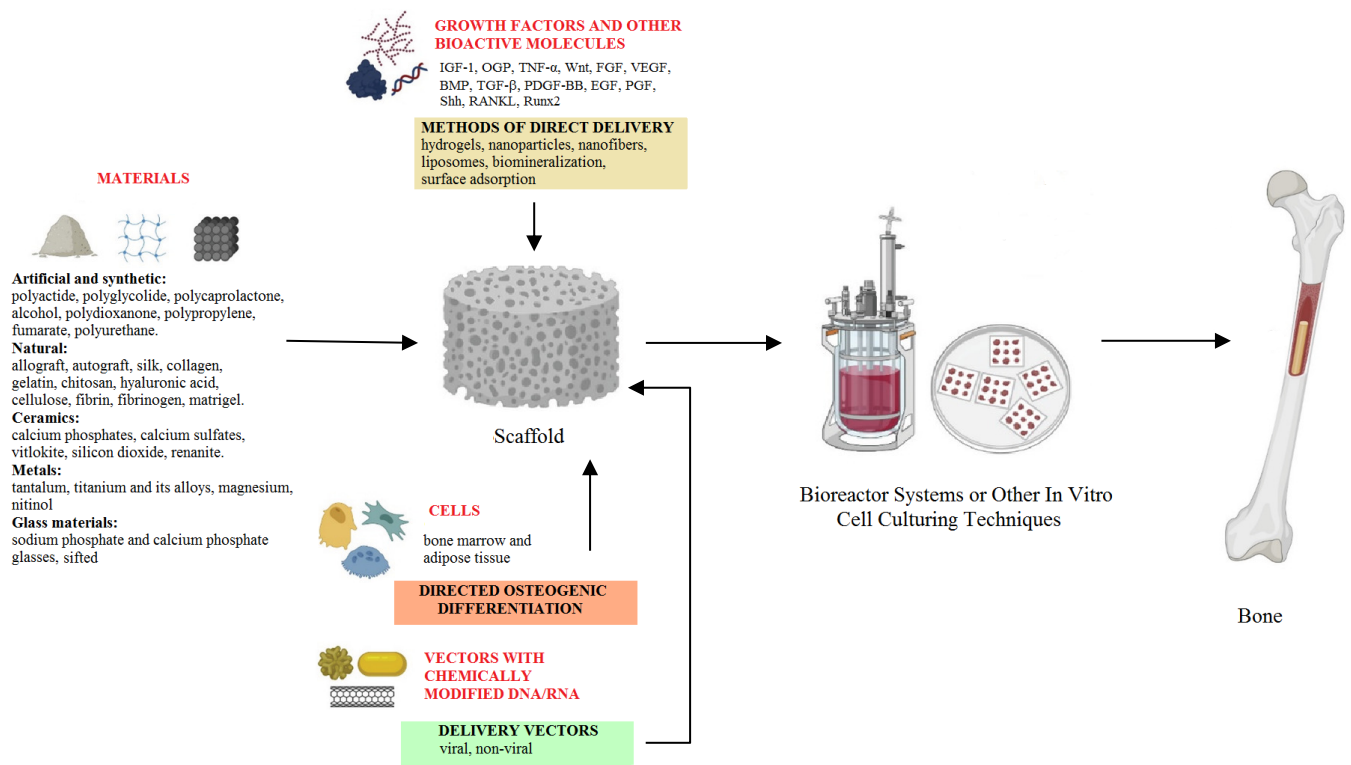 GROWTH FACTORS AND OTHER
BIOACTIVE MOLECULES
IGF-1, OGP, TNF-α, Wnt, FGF, VEGF,
BMP, TGF-β, PDGF-BB, EGF, PGF,
Shh, RANKL, Runx2
METHODS OF DIRECT DELIVERY
hydrogels, nanoparticles, nanofibers,
liposomes, biomineralization,
surface adsorption
MATERIALS
Artificial and synthetic:
polyactide, polyglycolide, polycaprolactone,
alcohol, polydioxanone, polypropylene,
fumarate, polyurethane.
Natural:
allograft, autograft, silk, collagen,
gelatin, chitosan, hyaluronic acid,
cellulose, fibrin, fibrinogen, matrigel.
Ceramics:
calcium phosphates, calcium sulfates,
vitlokite, silicon dioxide, renanite.
Metals:
tantalum, titanium and its alloys, magnesium,
nitinol
Glass materials:
sodium phosphate and calcium phosphate
glasses, sifted
Scaffold
CELLS
bone marrow and
adipose tissue
DIRECTED OSTEOGENIC
DIFFERENTIATION
VECTORS WITH
CHEMICALLY
MODIFIED DNA/RNA
DELIVERY VECTORS
viral, non-viral
Bioreactor Systems or Other In Vitro
Cell Culturing Techniques
Bone